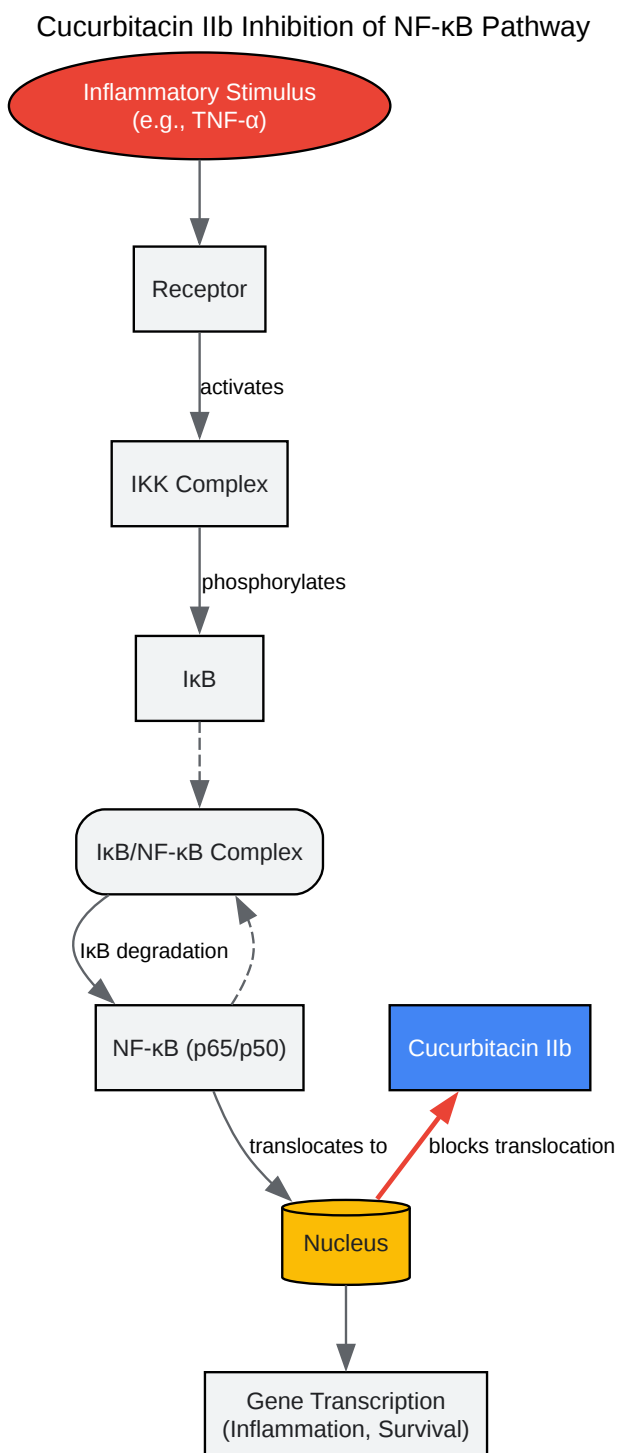 Cucurbitacin IIb Inhibition of NF-κB Pathway
Inflammatory Stimulus
(e.g., TNF-α)
Receptor
activates
IKK Complex
phosphorylates
IκB
IκB/NF-κB Complex
IκB degradation
NF-κB (p65/p50)
Cucurbitacin IIb
translocates to
blocks translocation
Nucleus
Gene Transcription
(Inflammation, Survival)